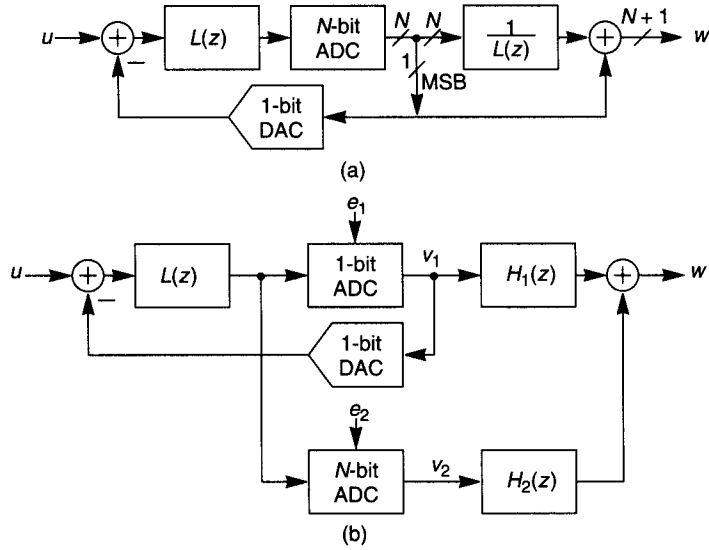 u
+
−
L(z)
N-bit
ADC
N
N
1
L(z)
+
N + 1
w
1
MSB
1-bit
DAC
(a)
e1
u
+
−
L(z)
1-bit
ADC
v1
H1(z)
+
w
1-bit
DAC
e2
N-bit
ADC
v2
H2(z)
(b)